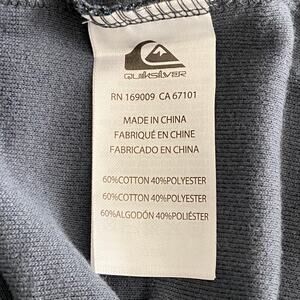 QUIKSILVER
RN 169009 CA 67101
MADE IN CHINA
FABRIQUÉ EN CHINE
FABRICADO EN CHINA
60%COTTON 40%POLYESTER
60%COTTON 40%POLYESTER
60%ALGODÓN 40%POLIÉSTER